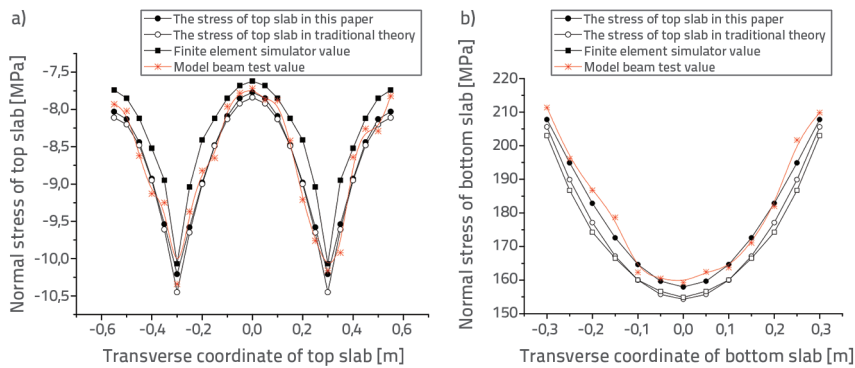 a)
The stress of top slab in this paper
The stress of top slab in traditional theory
Finite element simulator value
Model beam test value
Normal stress of top slab [MPa]
-7,5
-8,0
-8,5
-9,0
-9,5
-10,0
-10,5
-0,6
-0,4
-0,2
0,0
0,2
0,4
0,6
Transverse coordinate of top slab [m]
b)
The stress of top slab in this paper
The stress of top slab in traditional theory
Finite element simulator value
Model beam test value
Normal stress of bottom slab [MPa]
220
210
200
190
180
170
160
150
-0,3
-0,2
-0,1
0,0
0,1
0,2
0,3
Transverse coordinate of bottom slab [m]